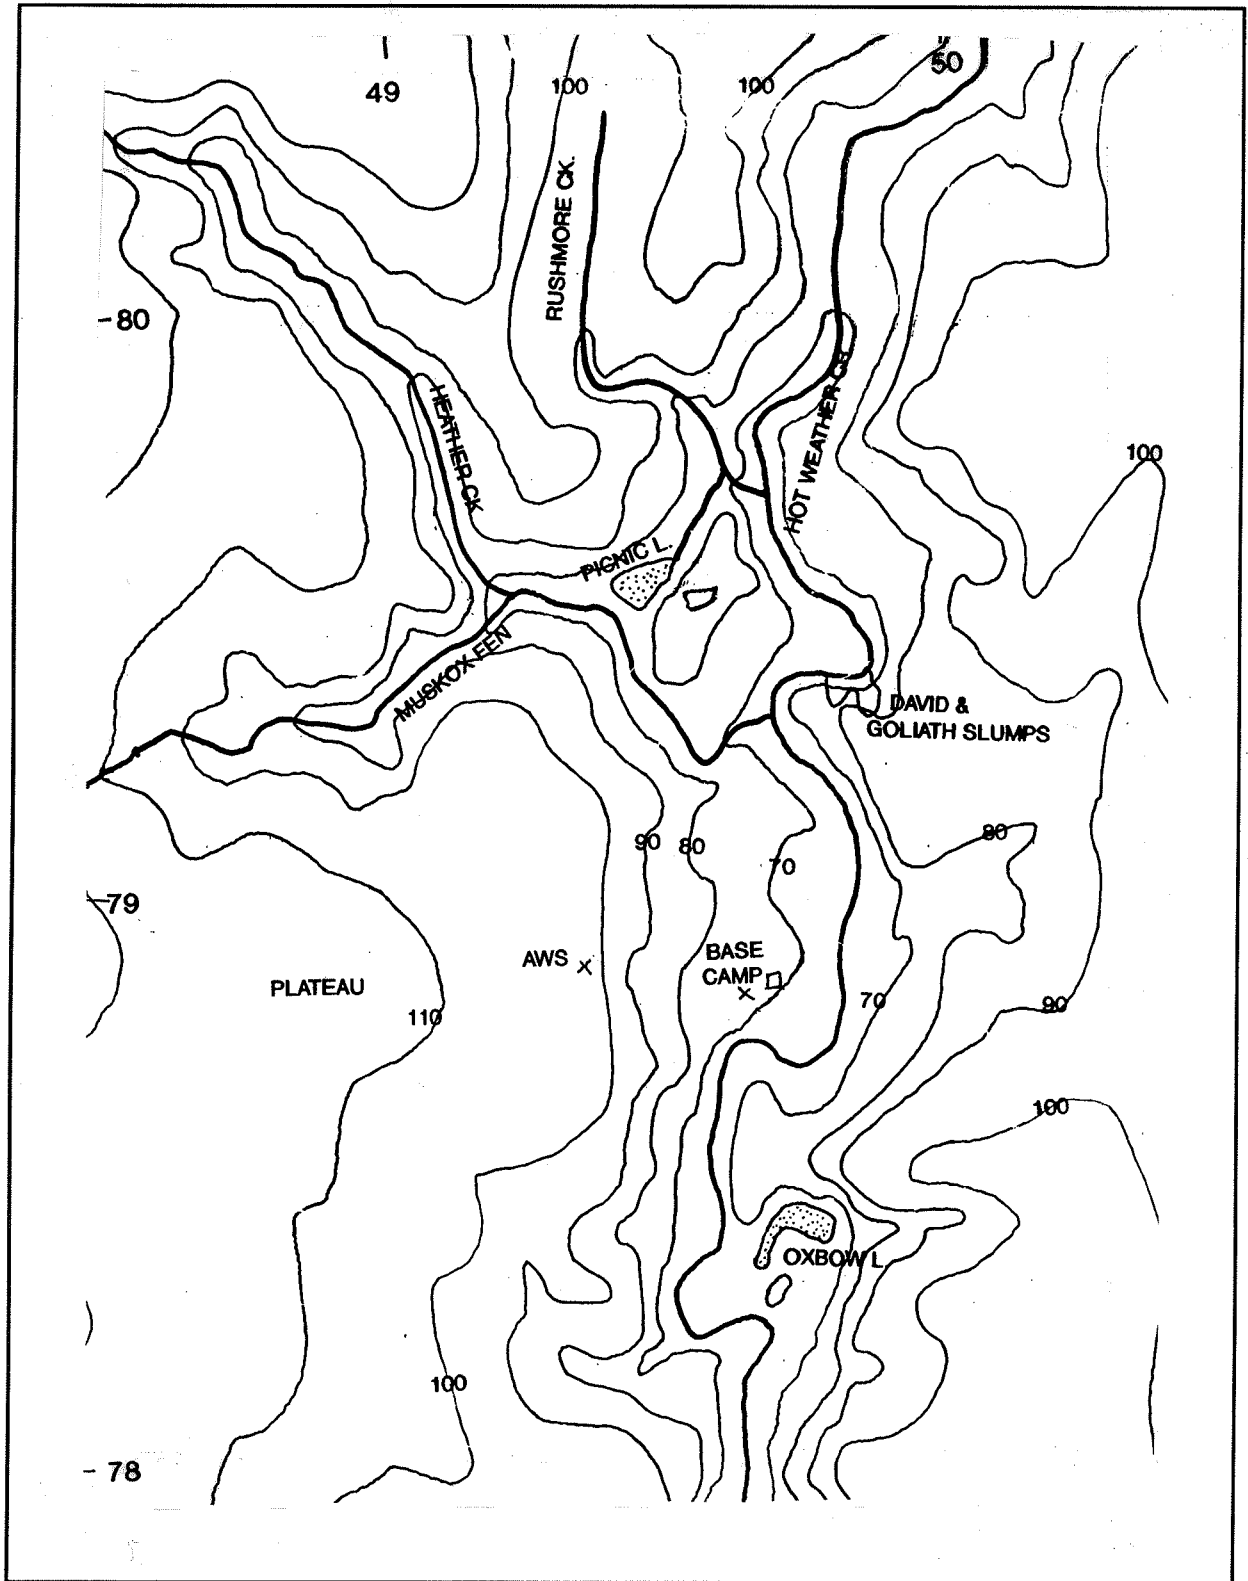 49
100
100
50
RUSHMORE CK.
- 80
HEATHER CK
HOT WEATHER CK
100
PICNIC L.
MUSKOX FEN
DAVID &
GOLIATH SLUMPS
90
80
70
80
79
AWS
BASE
CAMP
PLATEAU
110
70
90
100
OXBOW L.
100
- 78